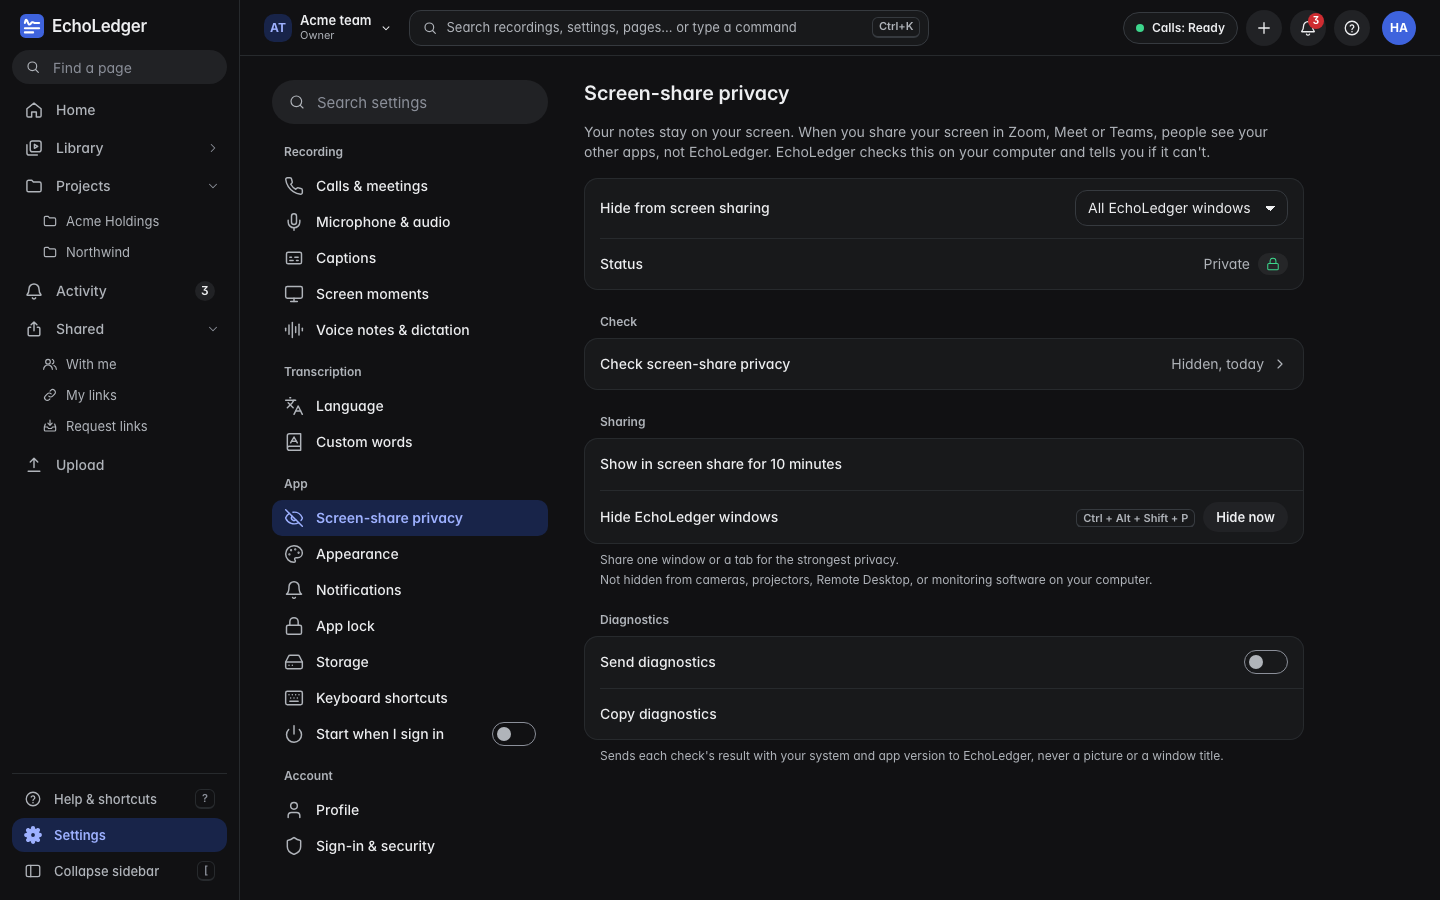 EchoLedger
Find a page
Home
Library
Projects
Acme Holdings
Northwind
Activity
3
Shared
With me
My links
Request links
Upload
Help & shortcuts
?
Settings
Collapse sidebar
[
AT
Acme team
Owner
Search recordings, settings, pages... or type a command
Ctrl+K
Calls: Ready
3
HA
Search settings
Recording
Calls & meetings
Microphone & audio
Captions
Screen moments
Voice notes & dictation
Transcription
Language
Custom words
App
Screen-share privacy
Appearance
Notifications
App lock
Storage
Keyboard shortcuts
Start when I sign in
Account
Profile
Sign-in & security
Screen-share privacy
Your notes stay on your screen. When you share your screen in Zoom, Meet or Teams, people see your
other apps, not EchoLedger. EchoLedger checks this on your computer and tells you if it can't.
Hide from screen sharing
All EchoLedger windows
Status
Private
Check
Check screen-share privacy
Hidden, today
Sharing
Show in screen share for 10 minutes
Hide EchoLedger windows
Ctrl + Alt + Shift + P
Hide now
Share one window or a tab for the strongest privacy.
Not hidden from cameras, projectors, Remote Desktop, or monitoring software on your computer.
Diagnostics
Send diagnostics
Copy diagnostics
Sends each check's result with your system and app version to EchoLedger, never a picture or a window title.